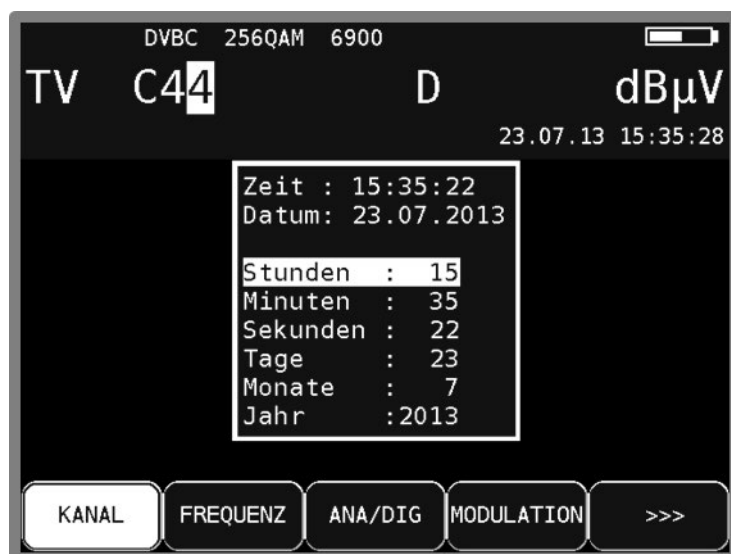 DVBC 256QAM 6900
TV C44 D dBµV
23.07.13 15:35:28
Zeit : 15:35:22
Datum: 23.07.2013
Stunden : 15
Minuten : 35
Sekunden : 22
Tage : 23
Monate : 7
Jahr :2013
KANAL FREQUENZ ANA/DIG MODULATION >>>